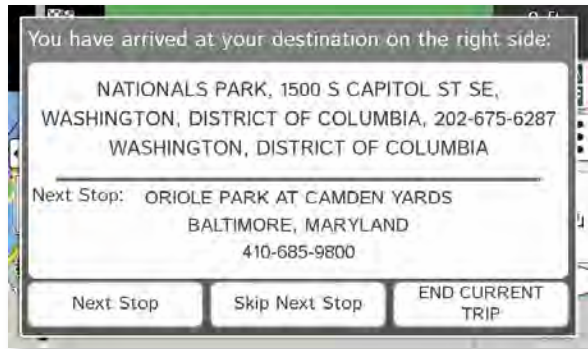 You have arrived at your destination on the right side:
NATIONALS PARK, 1500 S CAPITOL ST SE,
WASHINGTON, DISTRICT OF COLUMBIA, 202-675-6287
WASHINGTON, DISTRICT OF COLUMBIA
Next Stop: ORIOLE PARK AT CAMDEN YARDS
BALTIMORE, MARYLAND
410-685-9800
Next Stop
Skip Next Stop
END CURRENT
TRIP